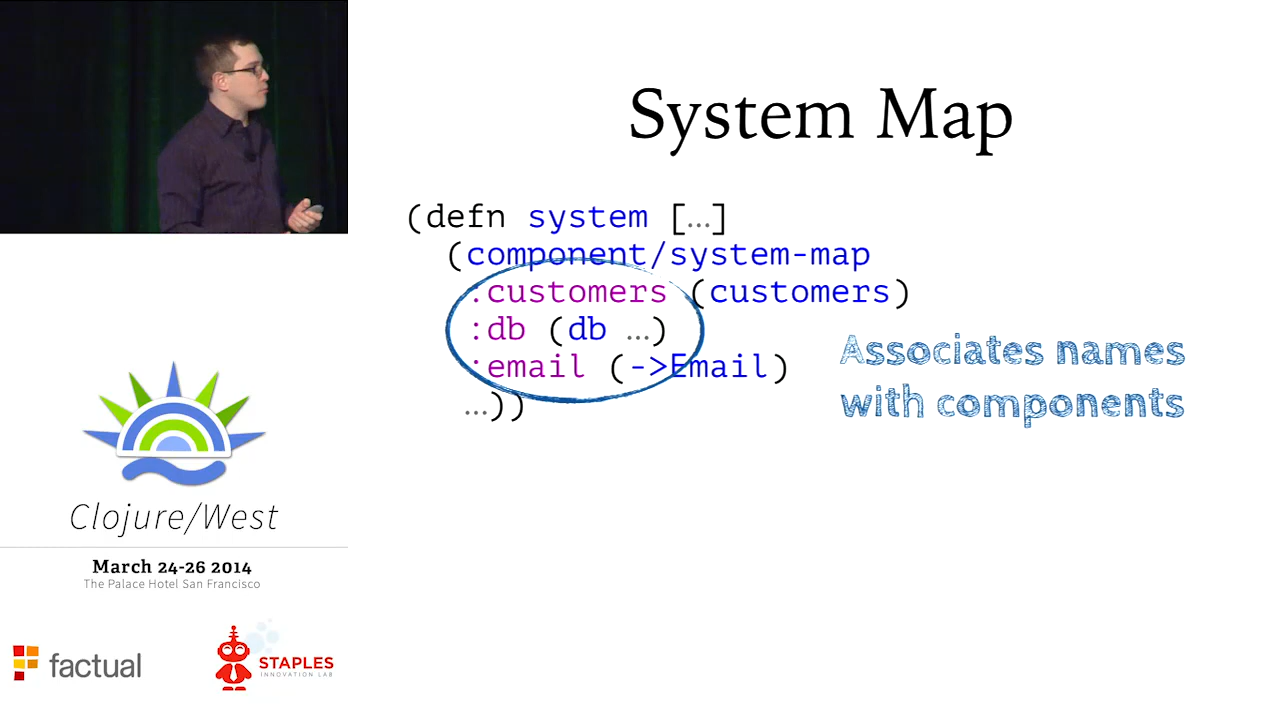 System Map
(defn system […]
(component/system-map
:customers (customers)
:db (db …)
:email (->Email)
…))
Associates names
with components
Clojure/West
March 24-26 2014
The Palace Hotel San Francisco
factual
STAPLES
INNOVATION LAB